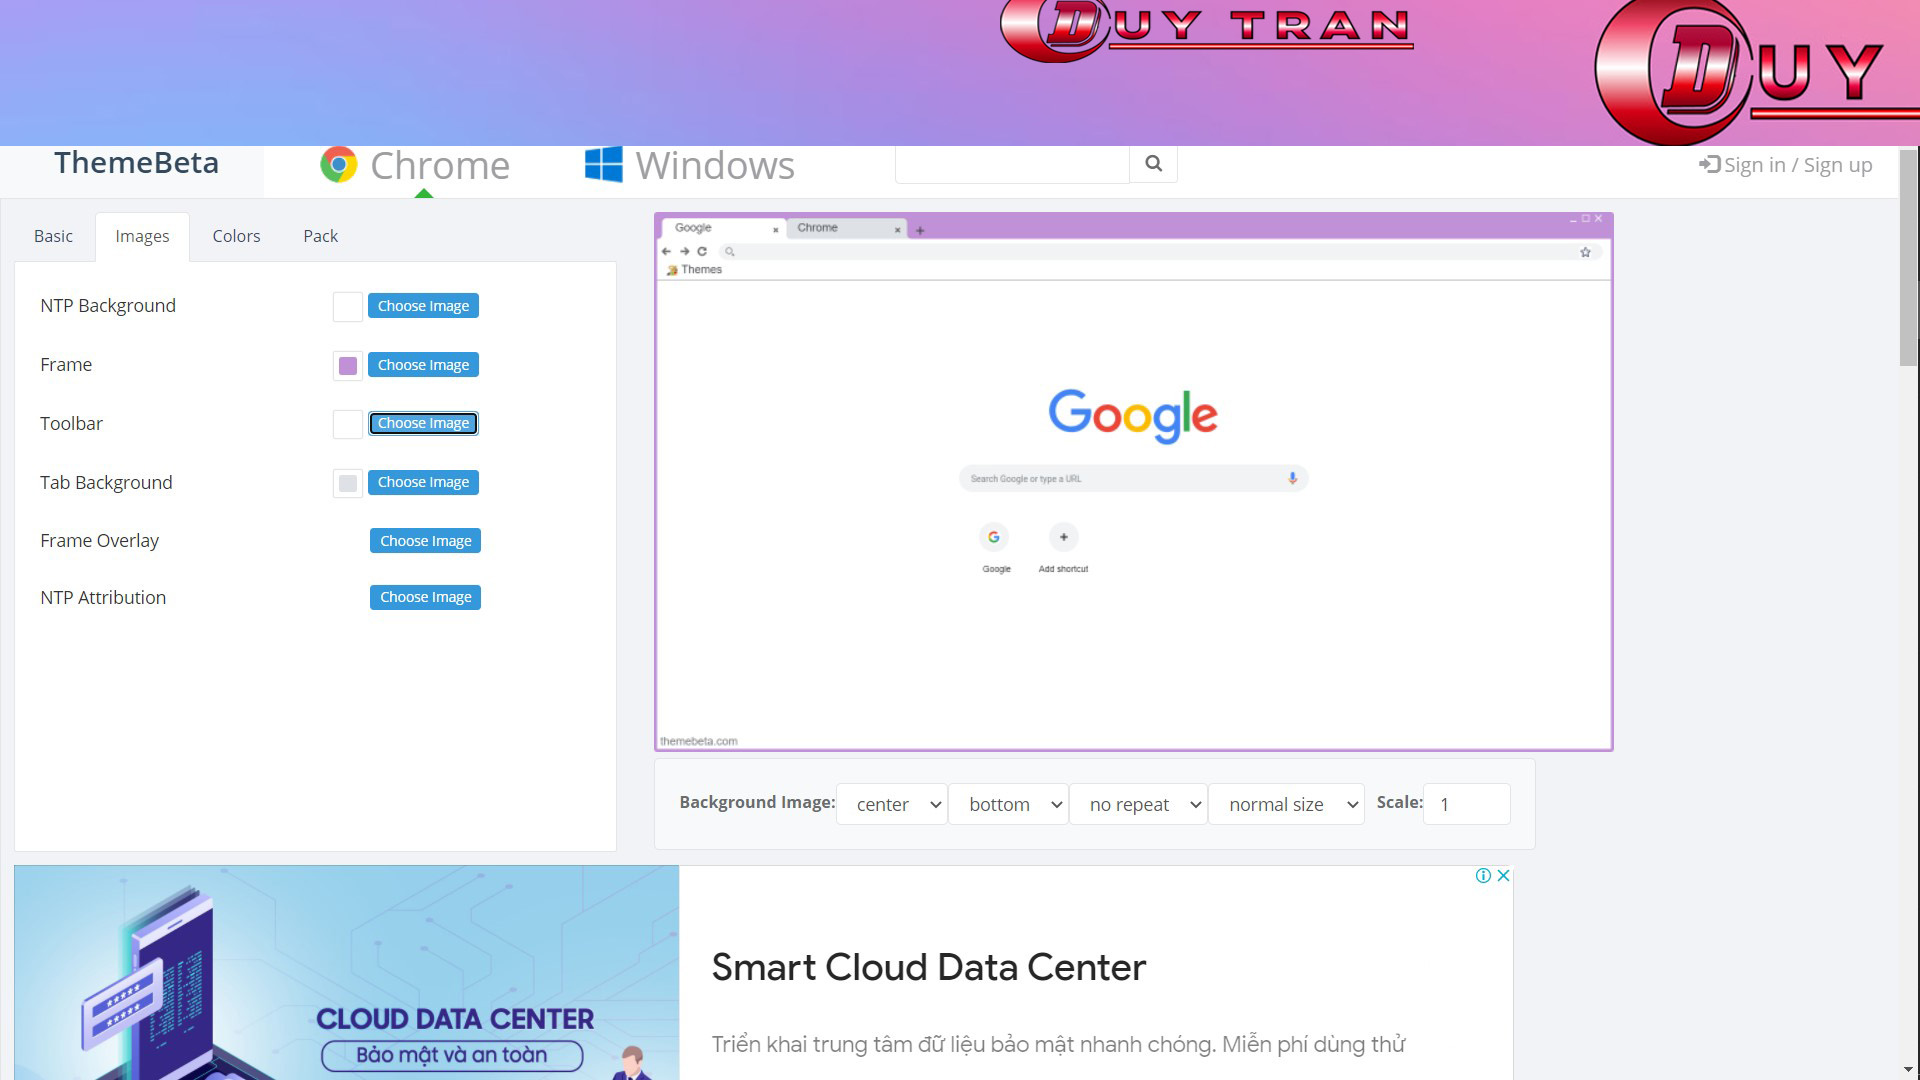 DUY TRAN
DUY
ThemeBeta
Chrome
Windows
Sign in / Sign up
Basic
Images
Colors
Pack
NTP Background
Choose Image
Frame
Choose Image
Toolbar
Choose Image
Tab Background
Choose Image
Frame Overlay
Choose Image
NTP Attribution
Choose Image
Google
Chrome
Themes
Google
Search Google or type a URL
Google
Add shortcut
themebeta.com
Background Image: center bottom no repeat normal size Scale: 1
CLOUD DATA CENTER
Bảo mật và an toàn
Smart Cloud Data Center
Triển khai trung tâm dữ liệu bảo mật nhanh chóng. Miễn phí dùng thử